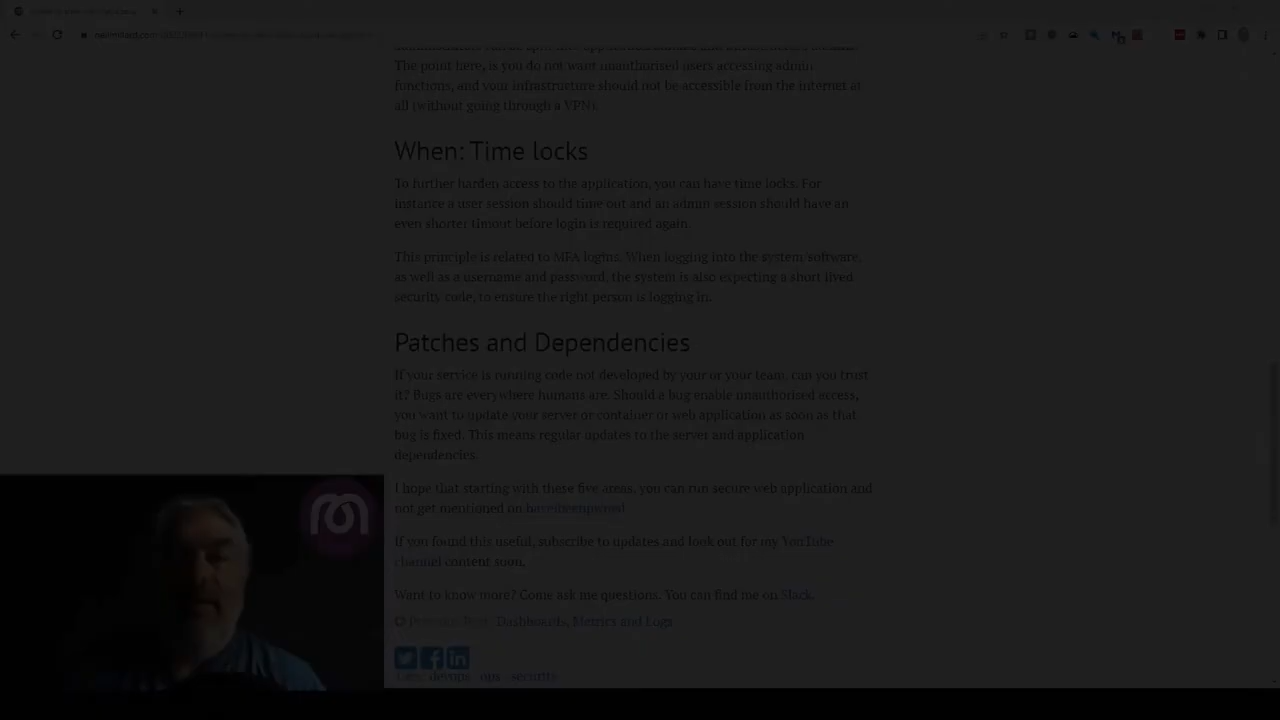 The point here, is you do not want unauthorised users accessing admin
functions, and your infrastructure should not be accessible from the internet at
all (without going through a VPN).
When: Time locks
To further harden access to the application, you can have time locks. For
instance a user session should time out and an admin session should have an
even shorter timout before login is required again.
This principle is related to MFA logins. When logging into the system/software,
as well as a username and password, the system is also expecting a short lived
security code, to ensure the right person is logging in.
Patches and Dependencies
If your service is running code not developed by your or your team, can you trust
it? Bugs are everywhere humans are. Should a bug enable unauthorised access,
you want to update your server or container or web application as soon as that
bug is fixed. This means regular updates to the server and application
dependencies.
I hope that starting with these five areas, you can run secure web application and
not get mentioned on haveibeenpwned!
If you found this useful, subscribe to updates and look out for my YouTube
channel content soon.
Want to know more? Come ask me questions. You can find me on Slack.
Previous Post: Dashboards, Metrics and Logs
Tags: devops ops security